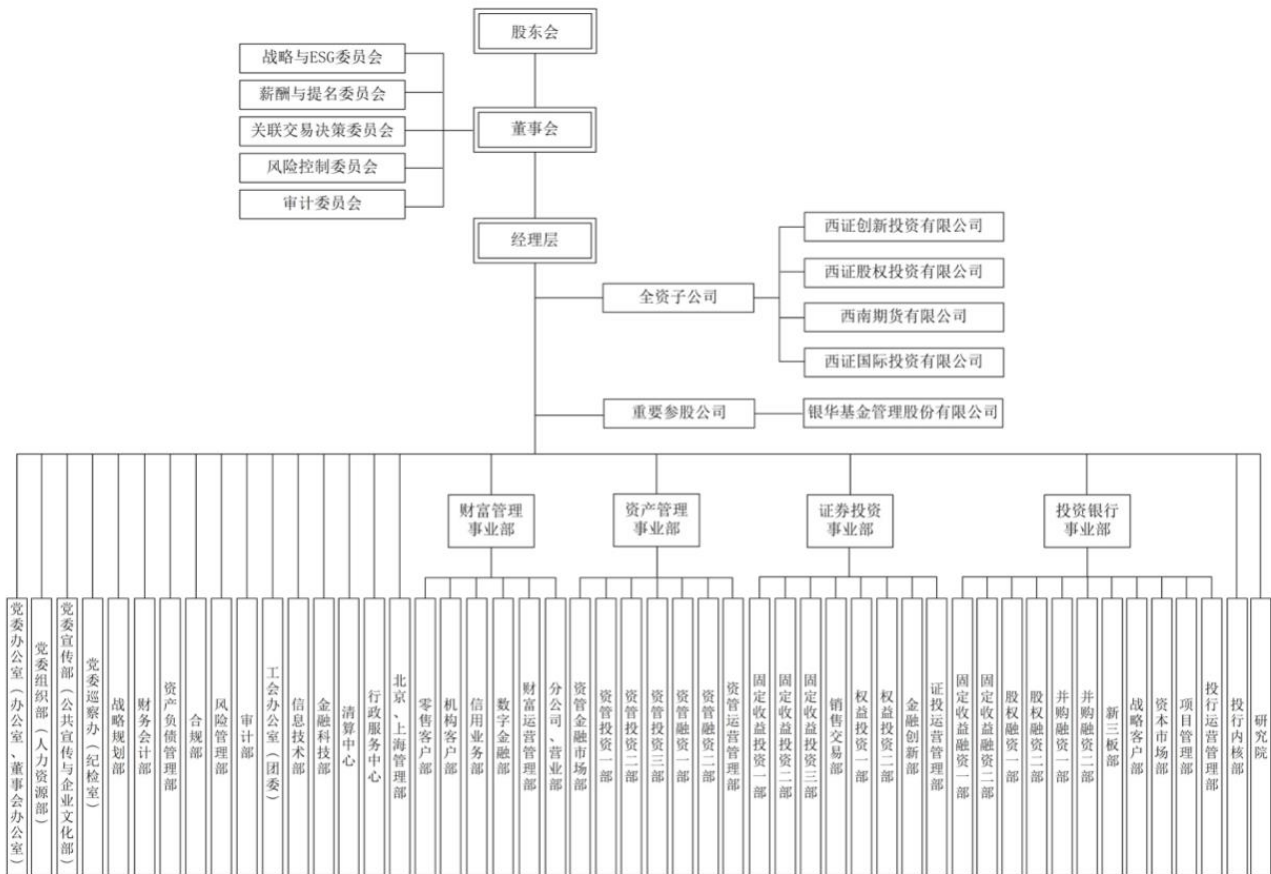 股东会
战略与ESG委员会
薪酬与提名委员会
关联交易决策委员会
风险控制委员会
审计委员会
董事会
经理层
全资子公司
西证创新投资有限公司
西证股权投资有限公司
西南期货有限公司
西证国际投资有限公司
重要参股公司
银华基金管理股份有限公司
财富管理
事业部
资产管理
事业部
证券投资
事业部
投资银行
事业部
党委办公室（办公室、董事会办公室）
党委组织部（人力资源部）
党委宣传部（公共宣传与企业文化部）
党委巡察办（纪检室）
战略规划部
财务会计部
资产负债管理部
合规部
风险管理部
审计部
工会办公室（团委）
信息技术部
金融科技部
清算中心
行政服务中心
北京、上海管理部
零售客户部
机构客户部
信用业务部
数字金融部
财富运营管理部
分公司、营业部
资管金融市场部
资管投资一部
资管投资二部
资管投资三部
资管融资一部
资管融资二部
资管运营管理部
固定收益投资一部
固定收益投资二部
固定收益投资三部
销售交易部
权益投资一部
权益投资二部
金融创新部
证投运营管理部
固定收益融资一部
固定收益融资二部
股权融资一部
股权融资二部
并购融资一部
并购融资二部
新三板部
战略客户部
资本市场部
项目管理部
投行运营管理部
投行内核部
研究院